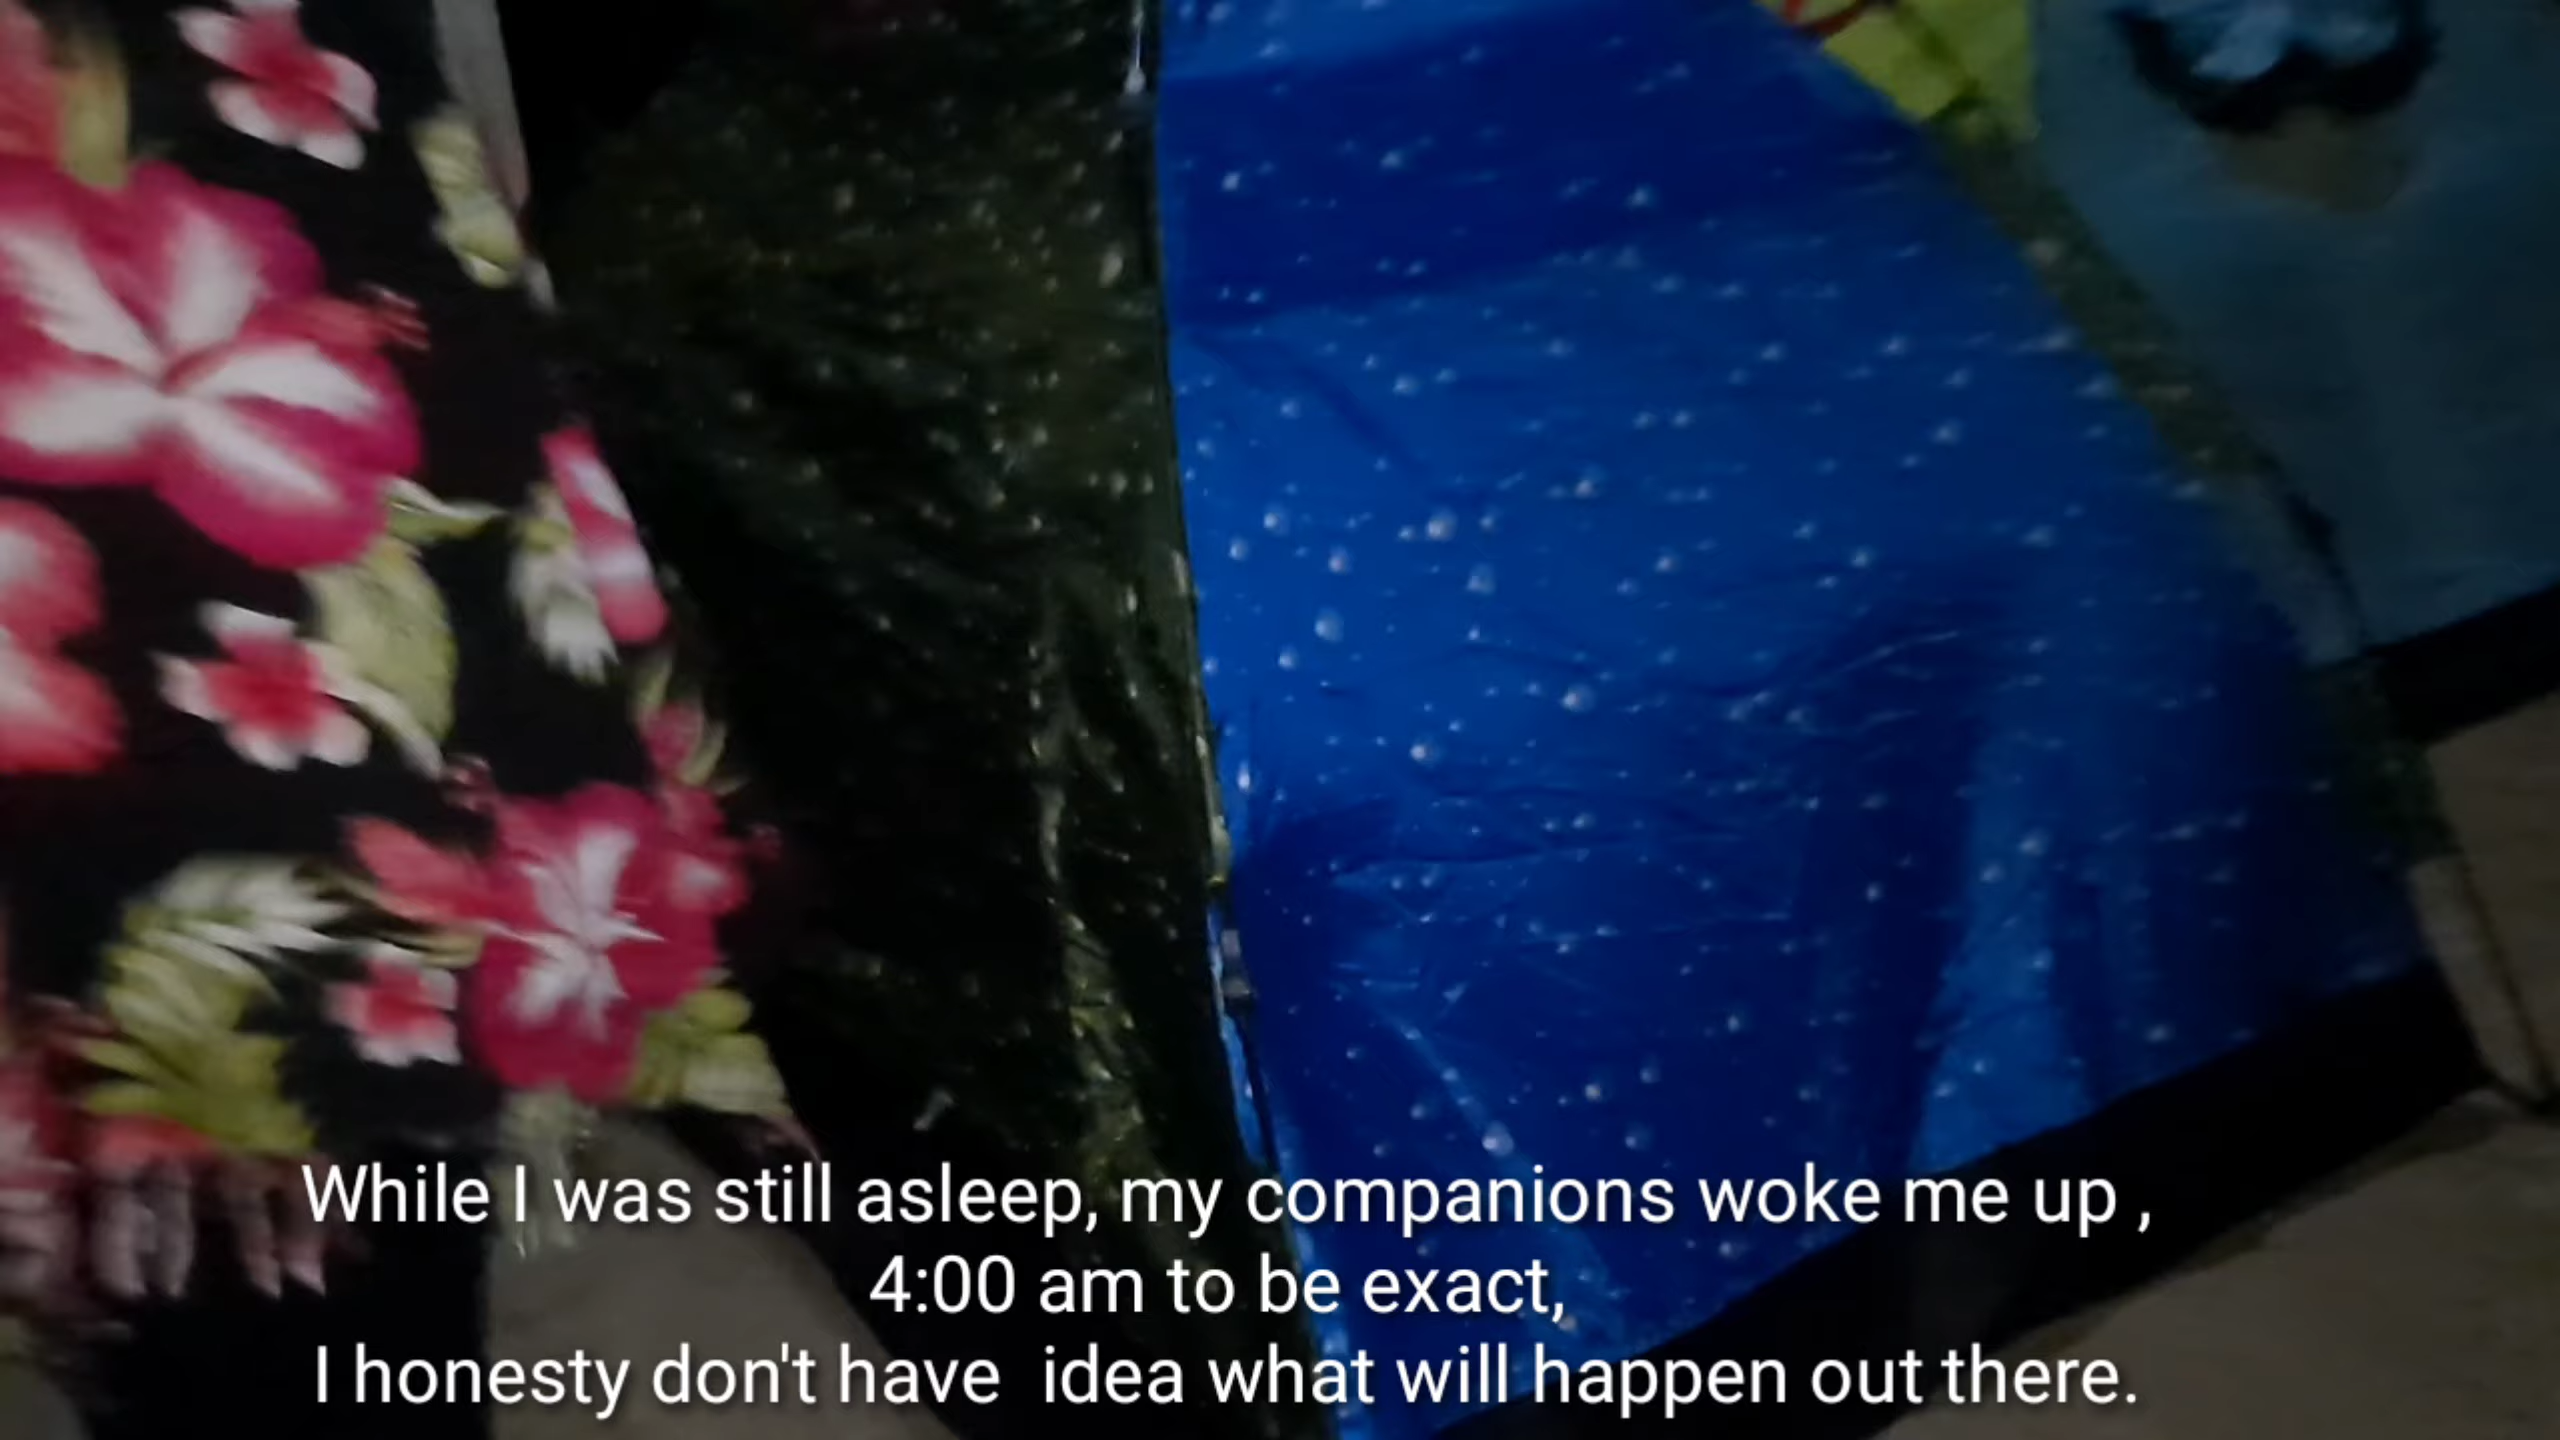 While I was still asleep, my companions woke me up ,
4:00 am to be exact,
I honesty don't have  idea what will happen out there.